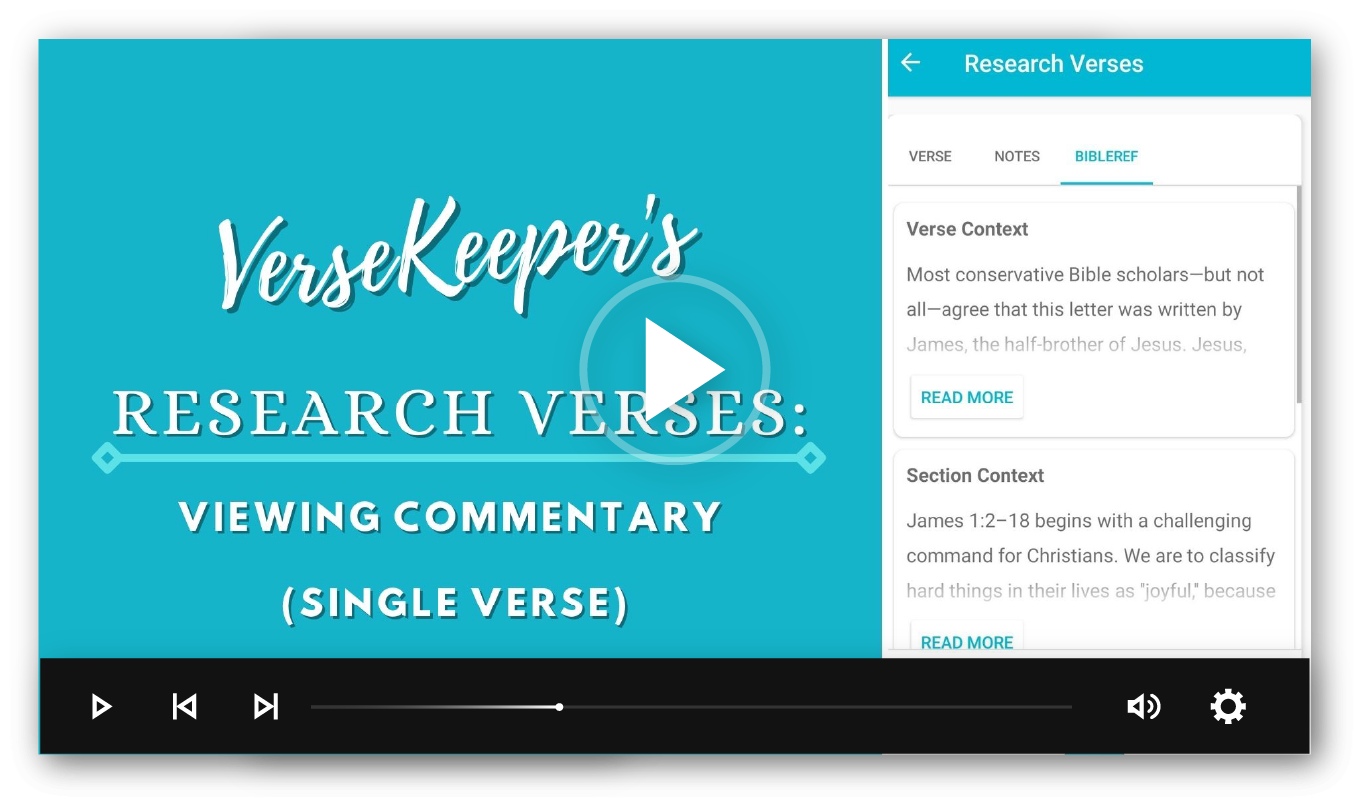 VerseKeeper's
RESEARCH VERSES:
VIEWING COMMENTARY
(SINGLE VERSE)
Research Verses
VERSE NOTES BIBLEREF
Verse Context
Most conservative Bible scholars—but not
all—agree that this letter was written by
James, the half-brother of Jesus. Jesus,
READ MORE
Section Context
James 1:2–18 begins with a challenging
command for Christians. We are to classify
hard things in their lives as "joyful," because
READ MORE